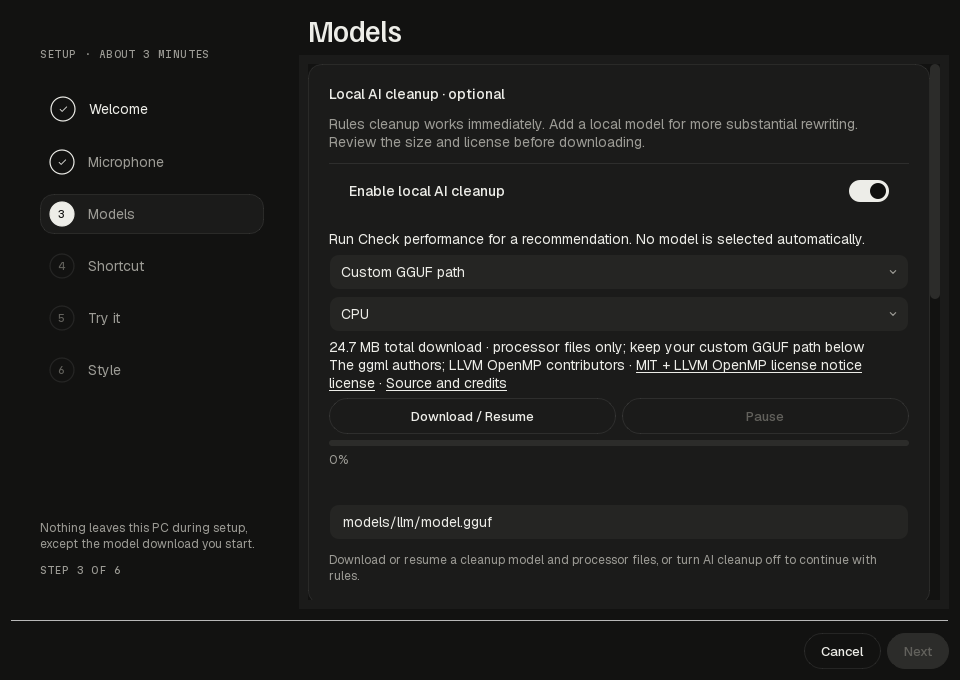 Models
SETUP · ABOUT 3 MINUTES
Welcome
Microphone
3 Models
4 Shortcut
5 Try it
6 Style
Nothing leaves this PC during setup,
except the model download you start.
STEP 3 OF 6
Local AI cleanup · optional
Rules cleanup works immediately. Add a local model for more substantial rewriting.
Review the size and license before downloading.
Enable local AI cleanup
Run Check performance for a recommendation. No model is selected automatically.
Custom GGUF path
CPU
24.7 MB total download · processor files only; keep your custom GGUF path below
The ggml authors; LLVM OpenMP contributors · MIT + LLVM OpenMP license notice
license · Source and credits
Download / Resume Pause
0%
models/llm/model.gguf
Download or resume a cleanup model and processor files, or turn AI cleanup off to continue with
rules.
Cancel Next